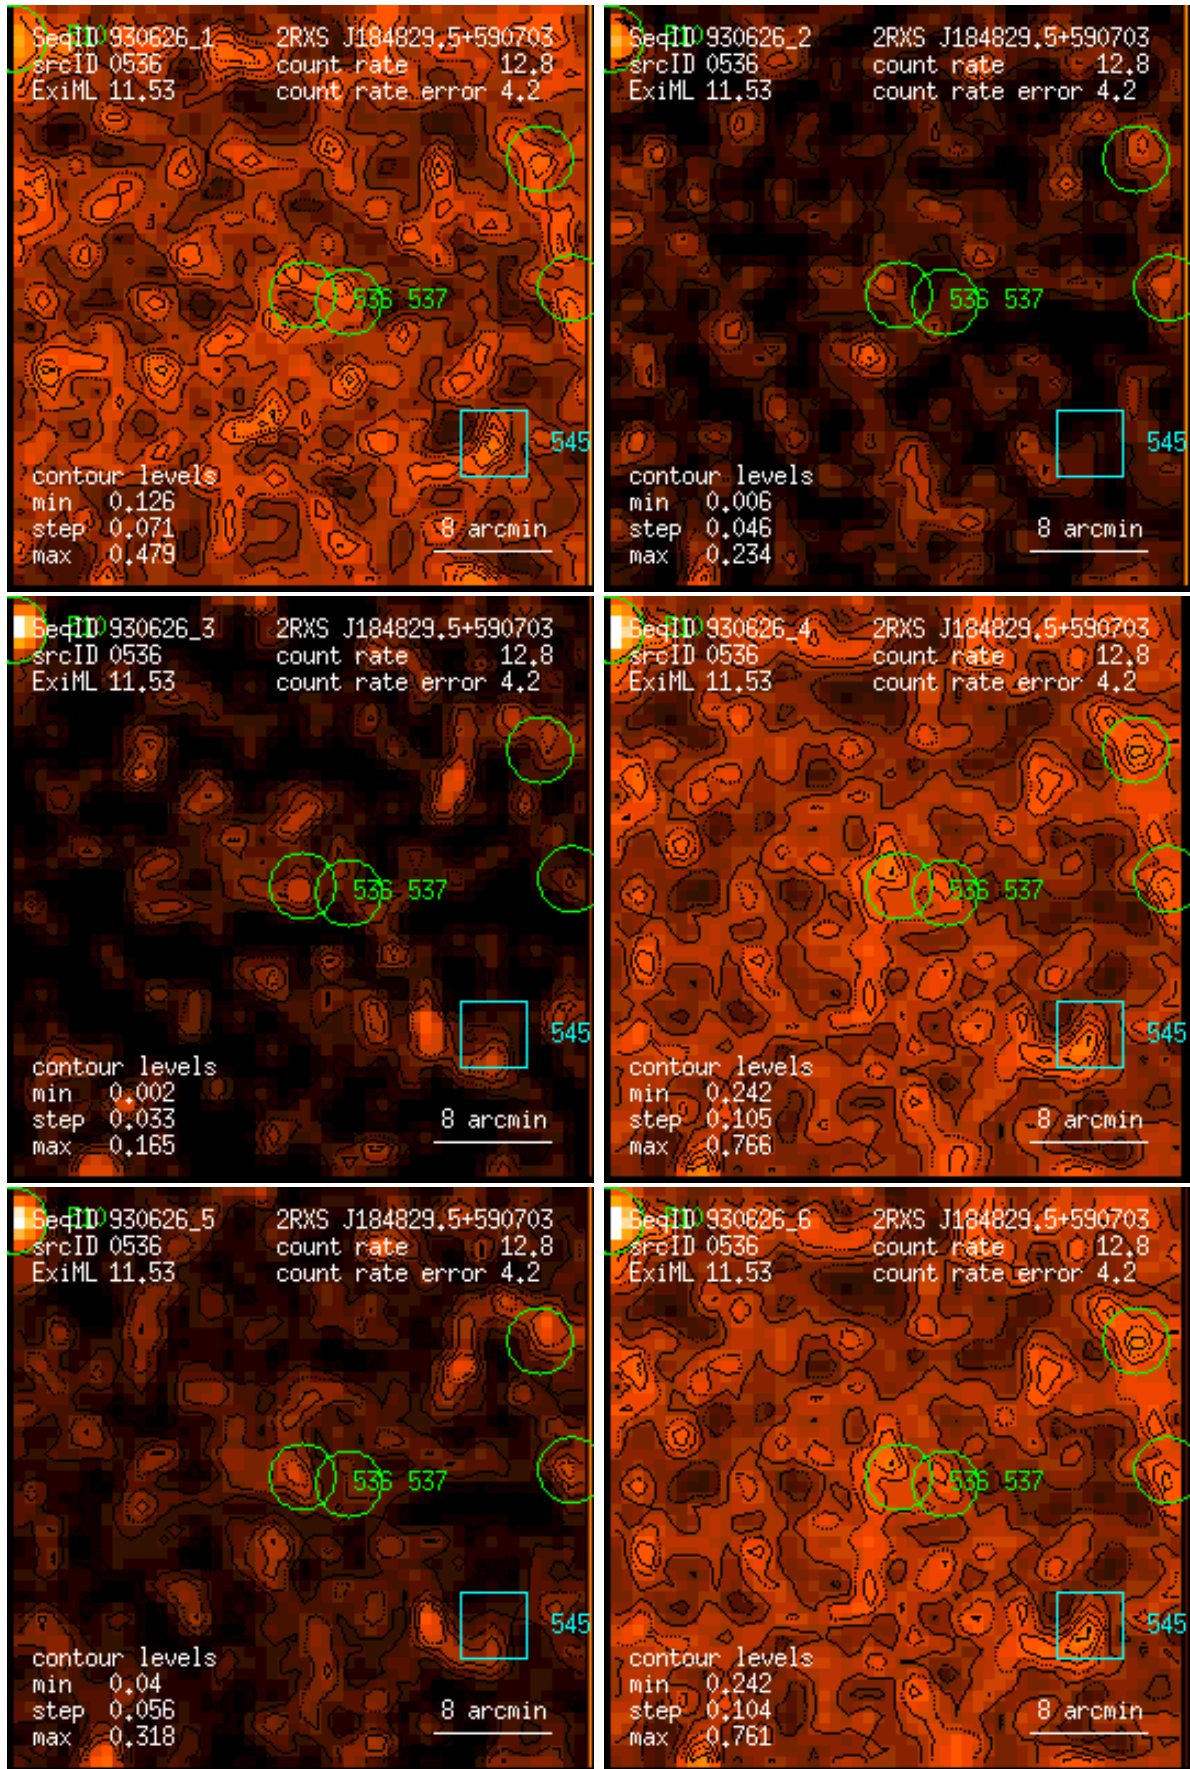 SeqID 930626_1 2RXS J184829.5+590703
srcID 0536 count rate 12.8
ExiML 11.53 count rate error 4.2
536 537
545
contour levels
min 0.126
step 0.071 8 arcmin
max 0.479
SeqID 930626_2 2RXS J184829.5+590703
srcID 0536 count rate 12.8
ExiML 11.53 count rate error 4.2
536 537
545
contour levels
min 0.006
step 0.046 8 arcmin
max 0.234
SeqID 930626_3 2RXS J184829.5+590703
srcID 0536 count rate 12.8
ExiML 11.53 count rate error 4.2
536 537
545
contour levels
min 0.002
step 0.033 8 arcmin
max 0.165
SeqID 930626_4 2RXS J184829.5+590703
srcID 0536 count rate 12.8
ExiML 11.53 count rate error 4.2
536 537
545
contour levels
min 0.242
step 0.105 8 arcmin
max 0.766
SeqID 930626_5 2RXS J184829.5+590703
srcID 0536 count rate 12.8
ExiML 11.53 count rate error 4.2
536 537
545
contour levels
min 0.04
step 0.056 8 arcmin
max 0.318
SeqID 930626_6 2RXS J184829.5+590703
srcID 0536 count rate 12.8
ExiML 11.53 count rate error 4.2
536 537
545
contour levels
min 0.242
step 0.104 8 arcmin
max 0.761